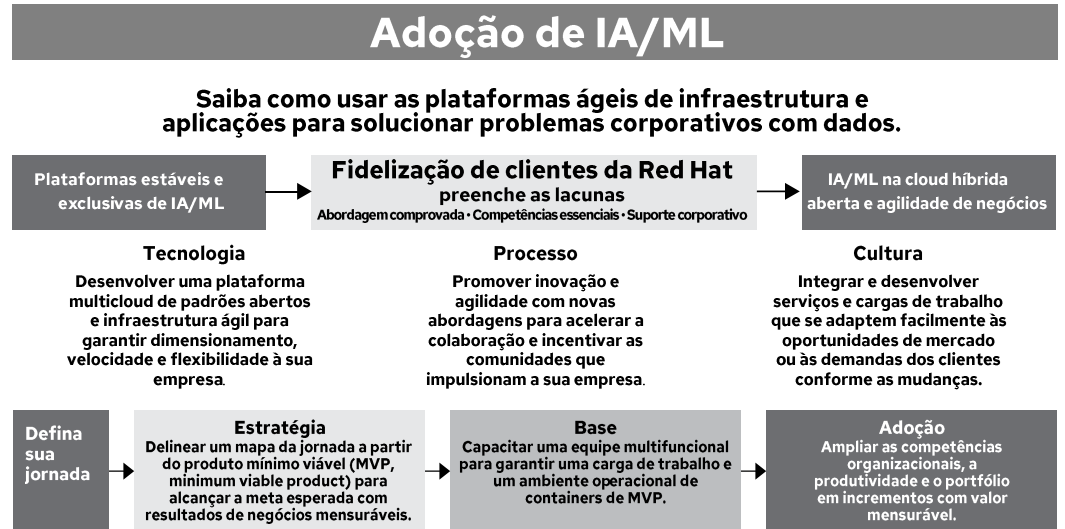 Adoção de IA/ML
Saiba como usar as plataformas ágeis de infraestrutura e
aplicações para solucionar problemas corporativos com dados.
Plataformas estáveis e
exclusivas de IA/ML
Fidelização de clientes da Red Hat
preenche as lacunas
Abordagem comprovada • Competências essenciais • Suporte corporativo
IA/ML na cloud híbrida
aberta e agilidade de negócios
Tecnologia
Desenvolver uma plataforma
multicloud de padrões abertos
e infraestrutura ágil para
garantir dimensionamento,
velocidade e flexibilidade à sua
empresa.
Processo
Promover inovação e
agilidade com novas
abordagens para acelerar a
colaboração e incentivar as
comunidades que
impulsionam a sua empresa.
Cultura
Integrar e desenvolver
serviços e cargas de trabalho
que se adaptem facilmente às
oportunidades de mercado
ou às demandas dos clientes
conforme as mudanças.
Defina
sua
jornada
Estratégia
Delinear um mapa da jornada a partir
do produto mínimo viável (MVP,
minimum viable product) para
alcançar a meta esperada com
resultados de negócios mensuráveis.
Base
Capacitar uma equipe multifuncional
para garantir uma carga de trabalho e
um ambiente operacional de
containers de MVP.
Adoção
Ampliar as competências
organizacionais, a
produtividade e o portfólio
em incrementos com valor
mensurável.